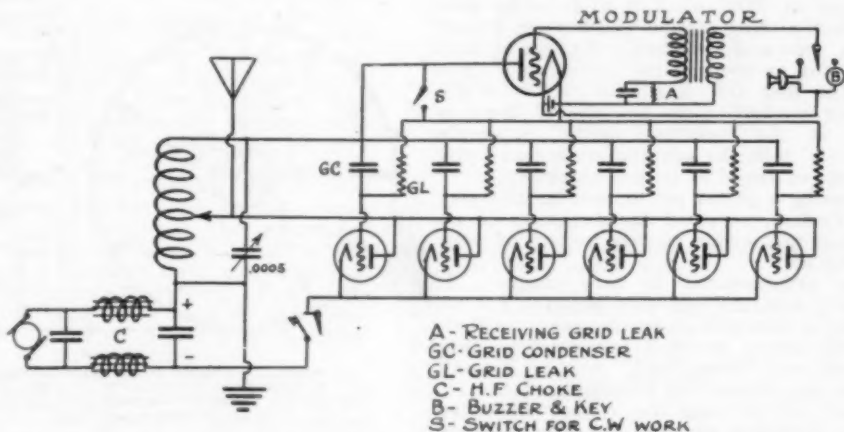 MODULATOR
B
S
A
GC
GL
.0005
+
C
-
A- RECEIVING GRID LEAK
GC- GRID CONDENSER
GL- GRID LEAK
C- H.F CHOKE
B- BUZZER & KEY
S- SWITCH FOR C.W WORK